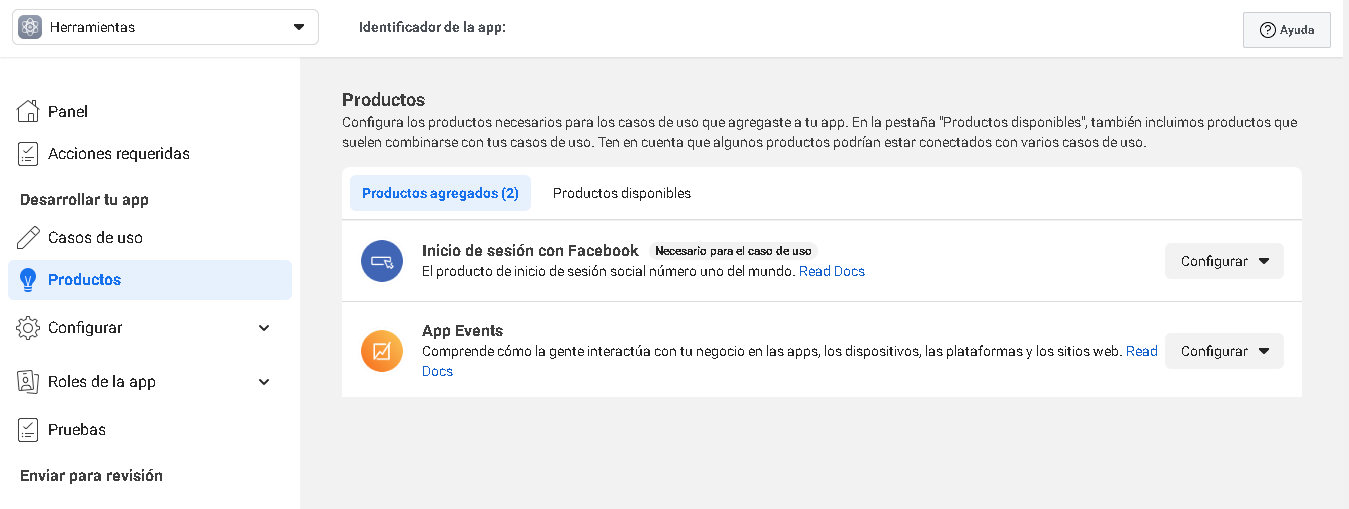 Herramientas
Identificador de la app:
Ayuda
Panel
Acciones requeridas
Desarrollar tu app
Casos de uso
Productos
Configurar
Roles de la app
Pruebas
Enviar para revisión
Productos
Configura los productos necesarios para los casos de uso que agregaste a tu app. En la pestaña "Productos disponibles", también incluimos productos que
suelen combinarse con tus casos de uso. Ten en cuenta que algunos productos podrían estar conectados con varios casos de uso.
Productos agregados (2)
Productos disponibles
Inicio de sesión con Facebook
Necesario para el caso de uso
El producto de inicio de sesión social número uno del mundo. Read Docs
Configurar
App Events
Comprende cómo la gente interactúa con tu negocio en las apps, los dispositivos, las plataformas y los sitios web. Read
Docs
Configurar